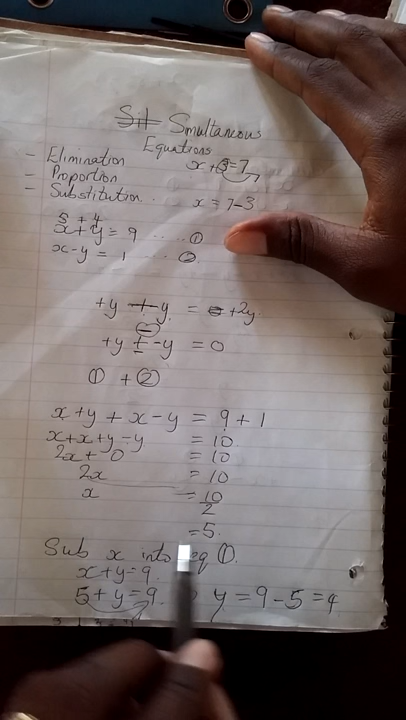 Simultaneous
Equations
- Elimination
x+3=7
- Proportion
- Substitution.
x = 7-3
5 + 4
x+y = 9 ..... ①
x-y = 1 ..... ②
+y + y = +2y
+y + -y = 0
① + ②
x+y + x-y = 9+1
x+x+y-y = 10
2x+0 = 10
2x = 10
x = 10/2
= 5.
Sub x into eq ①.
x+y=9
5+y=9. y = 9-5 = 4